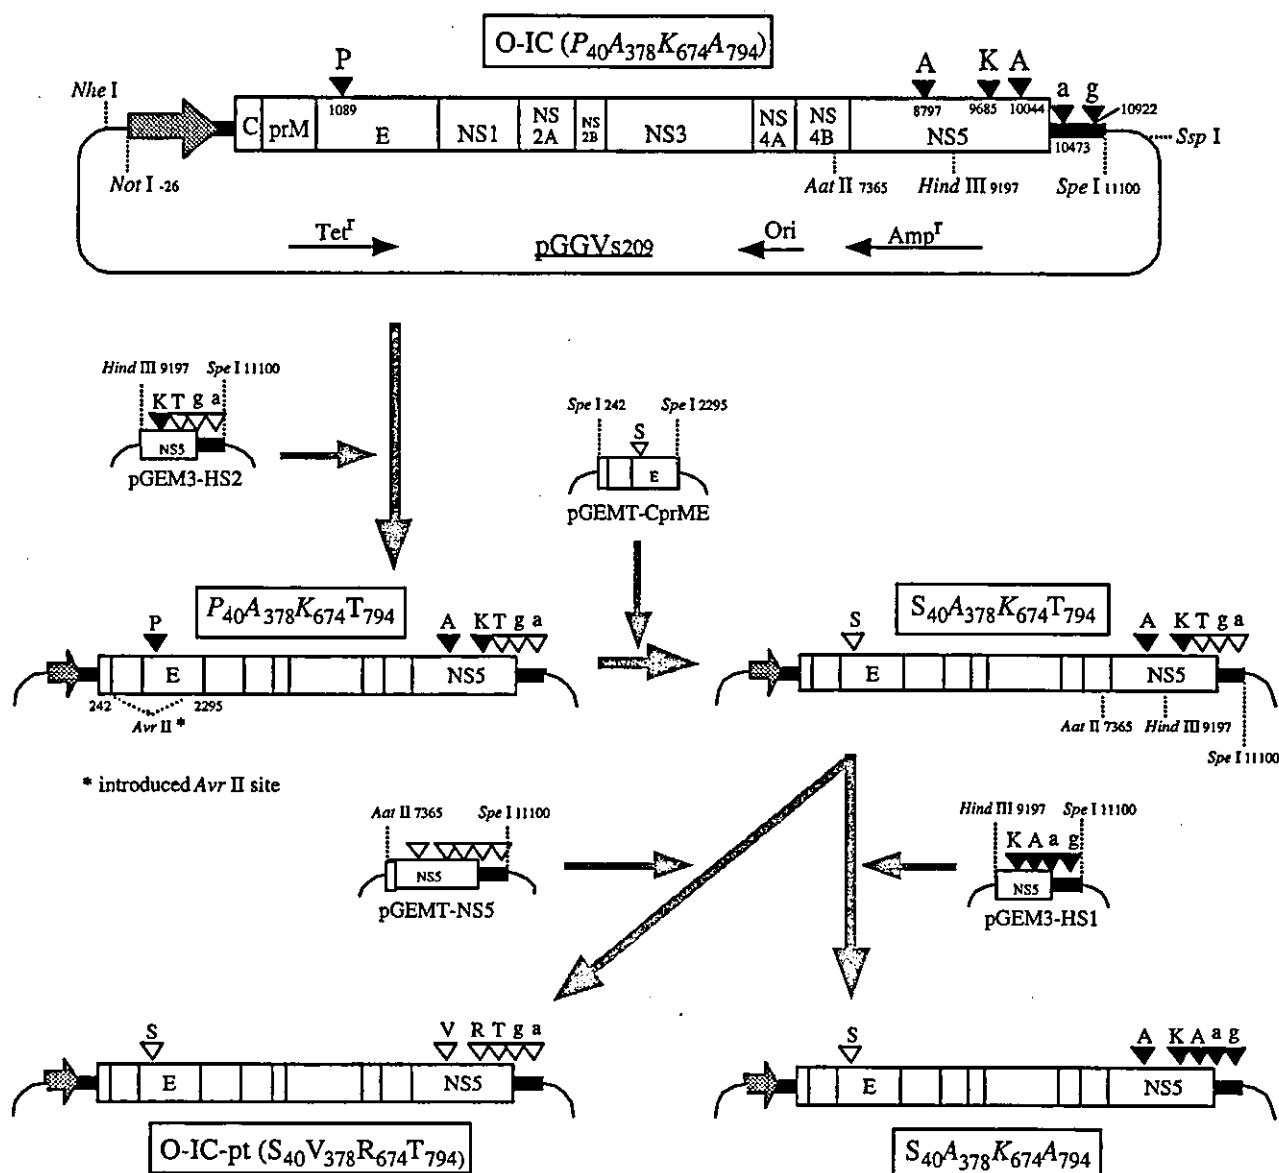 O-IC (P40A378K674A794)
P
A K A
a g
Nhe I
1089
8797
9685
10044
10922
C
prM
E
NS1
NS 2A
NS 2B
NS3
NS 4A
NS 4B
NS5
10473
Ssp I
Not I -26
Aat II 7365
Hind III 9197
Spe I 11100
Tetr
pGGVs209
Ori
Ampr
Hind III 9197
Spe I 11100
K T g a
NS5
pGEM3-HS2
Spe I 242
Spe I 2295
S
E
pGEMT-CprME
P40A378K674T794
P
A K T g a
E
NS5
242
2295
Avr II *
* introduced Avr II site
S40A378K674T794
S
A K T g a
E
NS5
Aat II 7365
Hind III 9197
Spe I 11100
Aat II 7365
Spe I 11100
NS5
pGEMT-NS5
Hind III 9197
Spe I 11100
K A a g
NS5
pGEM3-HS1
S
V R T g a
E
NS5
O-IC-pt (S40V378R674T794)
S
A K A a g
E
NS5
S40A378K674A794